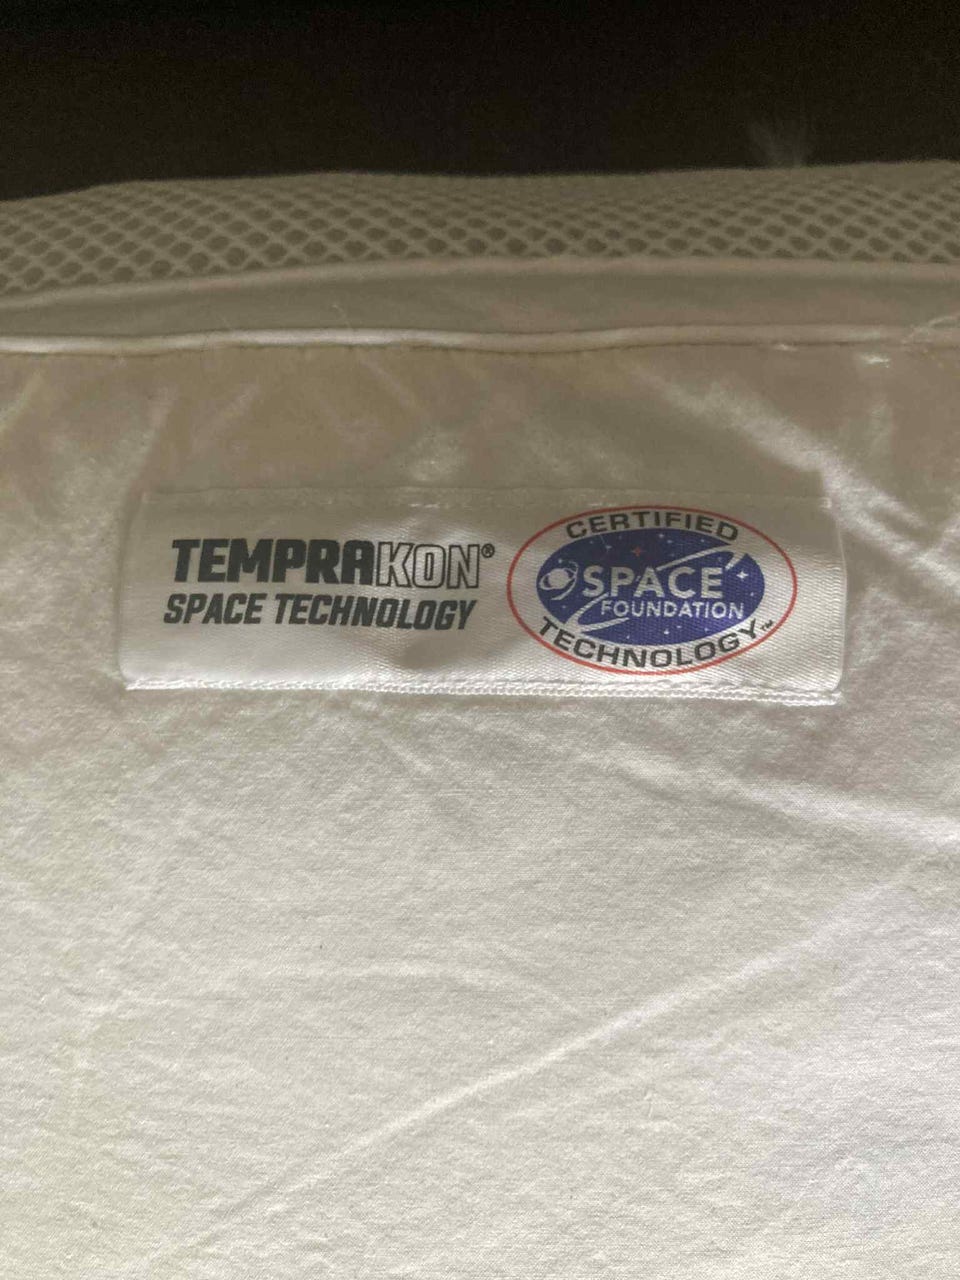 TEMPRAKON®
SPACE TECHNOLOGY
CERTIFIED
SPACE
FOUNDATION
TECHNOLOGY™